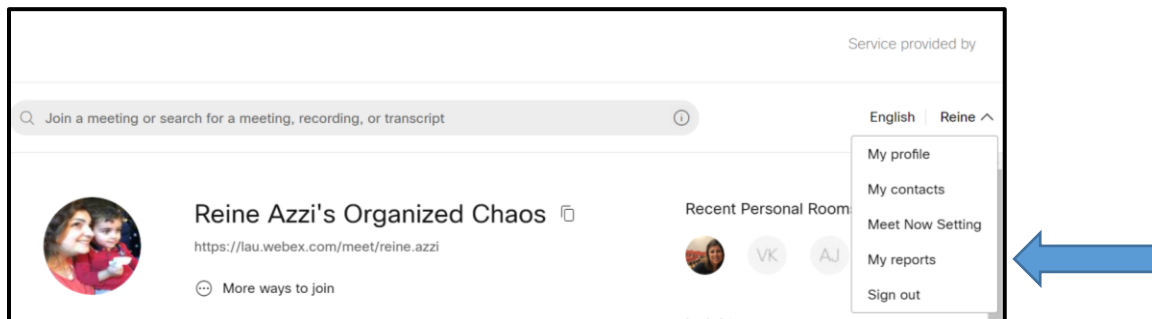 Service provided by
Join a meeting or search for a meeting, recording, or transcript
English Reine
My profile
My contacts
Meet Now Setting
My reports
Sign out
Reine Azzi's Organized Chaos
https://lau.webex.com/meet/reine.azzi
More ways to join
Recent Personal Room
VK AJ